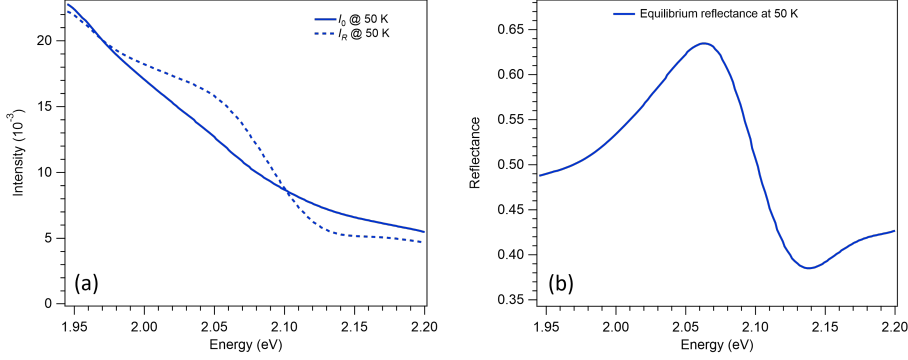 I0 @ 50 K
IR @ 50 K
20
15
10
5
0
Intensity (10-3)
(a)
1.95 2.00 2.05 2.10 2.15 2.20
Energy (eV)
Equilibrium reflectance at 50 K
0.65
0.60
0.55
0.50
0.45
0.40
0.35
Reflectance
(b)
1.95 2.00 2.05 2.10 2.15 2.20
Energy (eV)